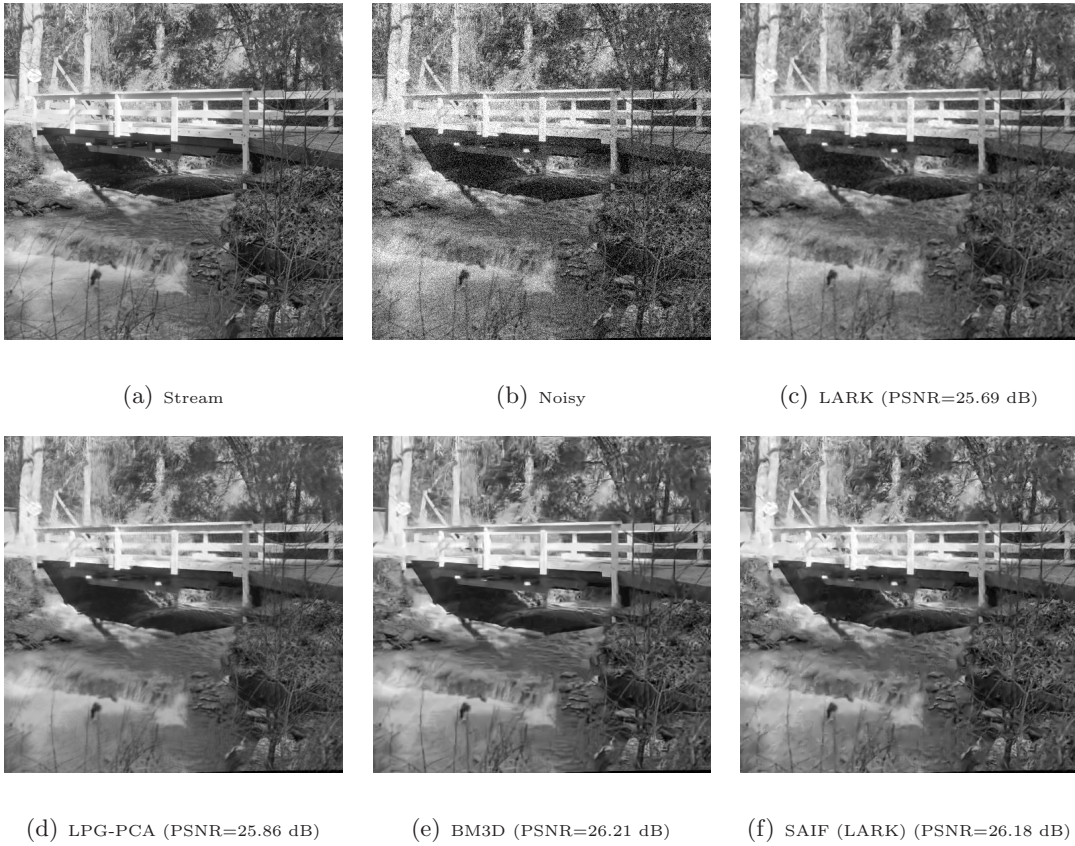 (a) Stream
(b) Noisy
(c) LARK (PSNR=25.69 dB)
(d) LPG-PCA (PSNR=25.86 dB)
(e) BM3D (PSNR=26.21 dB)
(f) SAIF (LARK) (PSNR=26.18 dB)